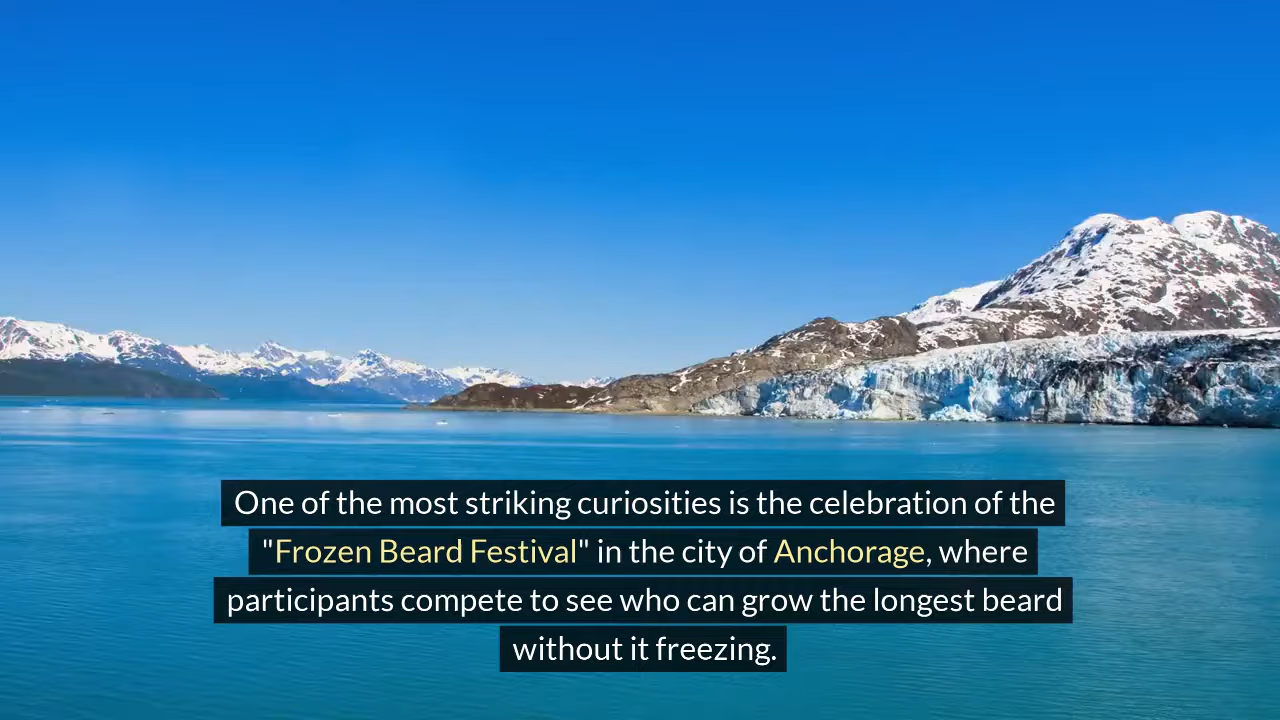 One of the most striking curiosities is the celebration of the
"Frozen Beard Festival" in the city of Anchorage, where
participants compete to see who can grow the longest beard
without it freezing.